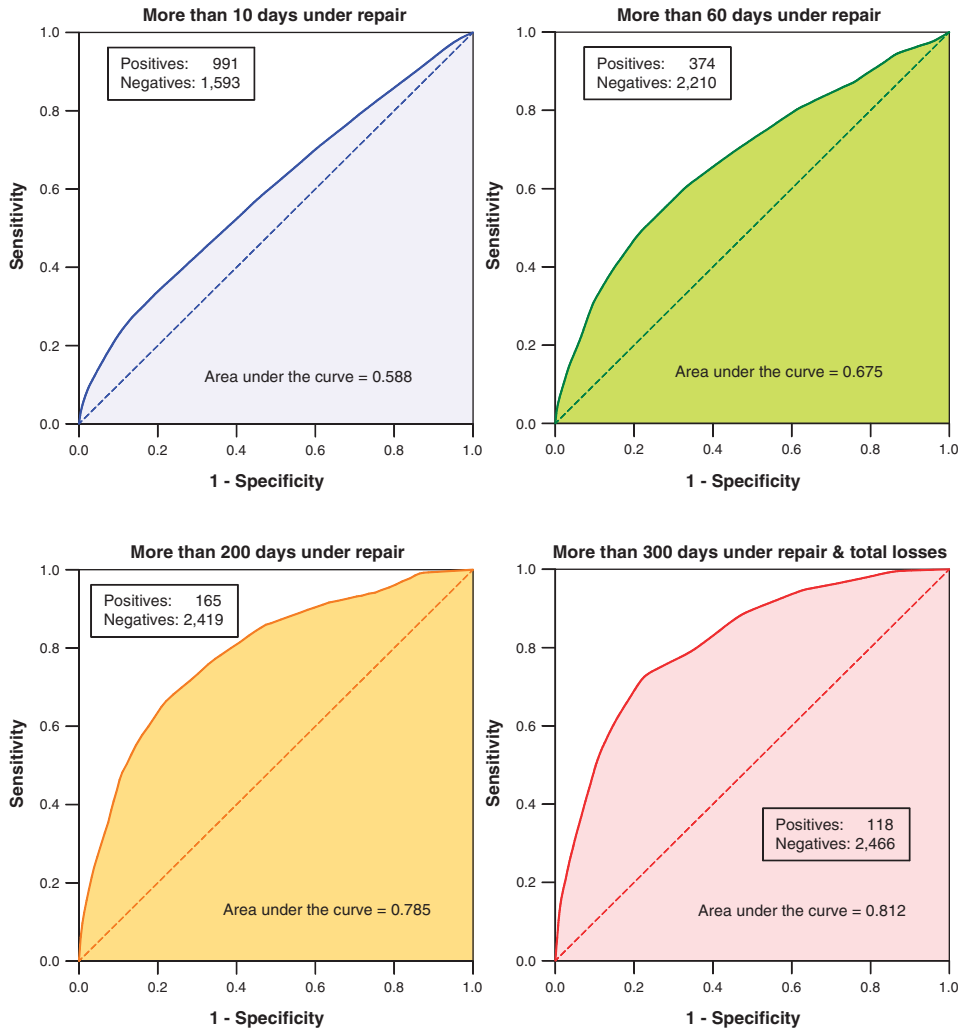 More than 10 days under repair
Positives: 991
Negatives: 1,593
Sensitivity
1.0
0.8
0.6
0.4
0.2
0.0
Area under the curve = 0.588
0.0 0.2 0.4 0.6 0.8 1.0
1 - Specificity
More than 60 days under repair
Positives: 374
Negatives: 2,210
Sensitivity
1.0
0.8
0.6
0.4
0.2
0.0
Area under the curve = 0.675
0.0 0.2 0.4 0.6 0.8 1.0
1 - Specificity
More than 200 days under repair
Positives: 165
Negatives: 2,419
Sensitivity
1.0
0.8
0.6
0.4
0.2
0.0
Area under the curve = 0.785
0.0 0.2 0.4 0.6 0.8 1.0
1 - Specificity
More than 300 days under repair & total losses
Sensitivity
1.0
0.8
0.6
0.4
0.2
0.0
Positives: 118
Negatives: 2,466
Area under the curve = 0.812
0.0 0.2 0.4 0.6 0.8 1.0
1 - Specificity